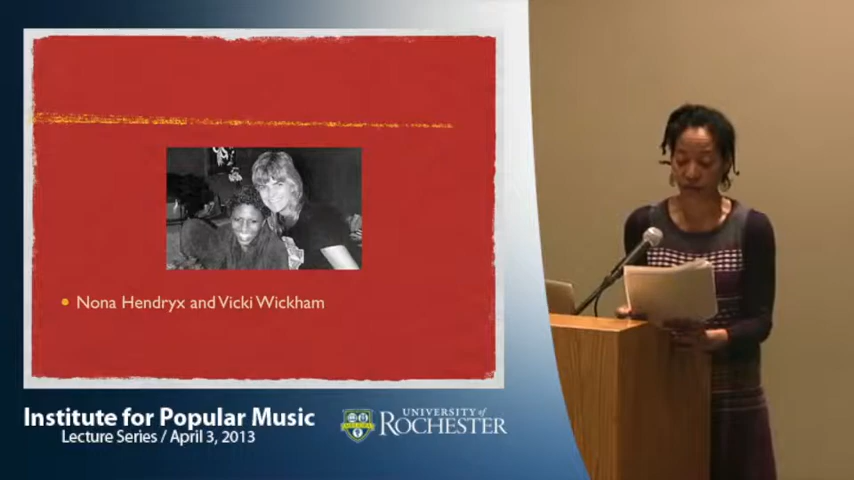 Nona Hendryx and Vicki Wickham
Institute for Popular Music
Lecture Series / April 3, 2013
UNIVERSITY of
ROCHESTER